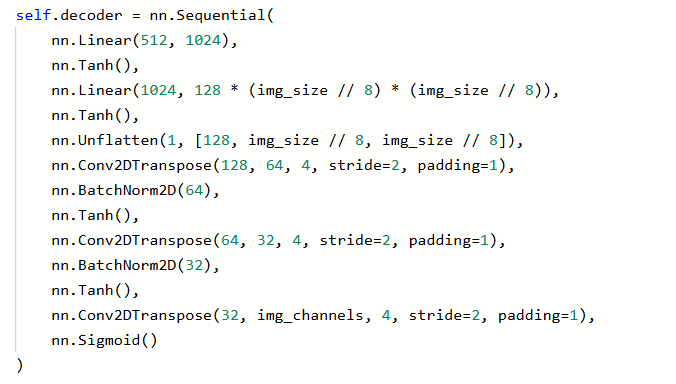 self.decoder = nn.Sequential(
    nn.Linear(512, 1024),
    nn.Tanh(),
    nn.Linear(1024, 128 * (img_size // 8) * (img_size // 8)),
    nn.Tanh(),
    nn.Unflatten(1, [128, img_size // 8, img_size // 8]),
    nn.Conv2DTranspose(128, 64, 4, stride=2, padding=1),
    nn.BatchNorm2D(64),
    nn.Tanh(),
    nn.Conv2DTranspose(64, 32, 4, stride=2, padding=1),
    nn.BatchNorm2D(32),
    nn.Tanh(),
    nn.Conv2DTranspose(32, img_channels, 4, stride=2, padding=1),
    nn.Sigmoid()
)